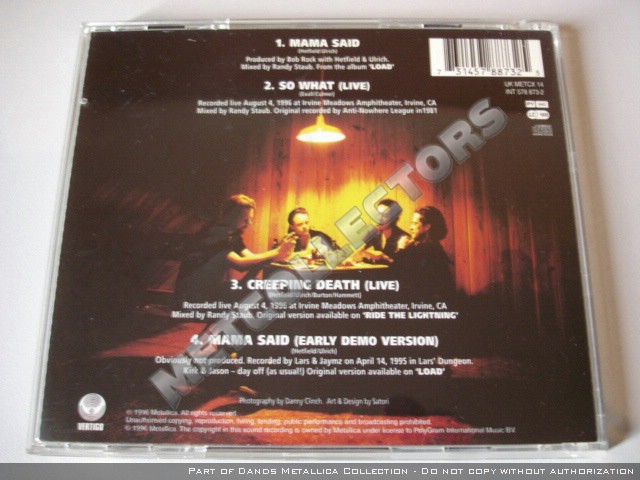 1. MAMA SAID
(Hetfield/Ulrich)
Produced by Bob Rock with Hetfield & Ulrich.
Mixed by Randy Staub. From the album 'LOAD'
7 31457 88732 5
UK METCX 14
INT 578 873-2
2. SO WHAT (LIVE)
(Exalt/Culmer)
Recorded live August 4, 1996 at Irvine Meadows Amphitheater, Irvine, CA
Mixed by Randy Staub. Original recorded by Anti-Nowhere League in1981
METCOLLECTORS
3. CREEPING DEATH (LIVE)
(Hetfield/Ulrich/Burton/Hammett)
Recorded live August 4, 1996 at Irvine Meadows Amphitheater, Irvine, CA
Mixed by Randy Staub. Original version available on 'RIDE THE LIGHTNING'
4. MAMA SAID (EARLY DEMO VERSION)
(Hetfield/Ulrich)
Obviously not produced. Recorded by Lars & Jaymz on April 14, 1995 in Lars' Dungeon.
Kirk & Jason – day off (as usual!) Original version available on 'LOAD'
Photography by Danny Clinch. Art & Design by Satori
VERTIGO
℗ 1996 Metallica. All rights reserved.
Unauthorised copying, reproduction, hiring, lending, public performance and broadcasting prohibited.
© 1996 Metallica. The copyright in this sound recording is owned by Metallica under license to PolyGram International Music B.V.
Part of Dands Metallica Collection - Do not copy without authorization